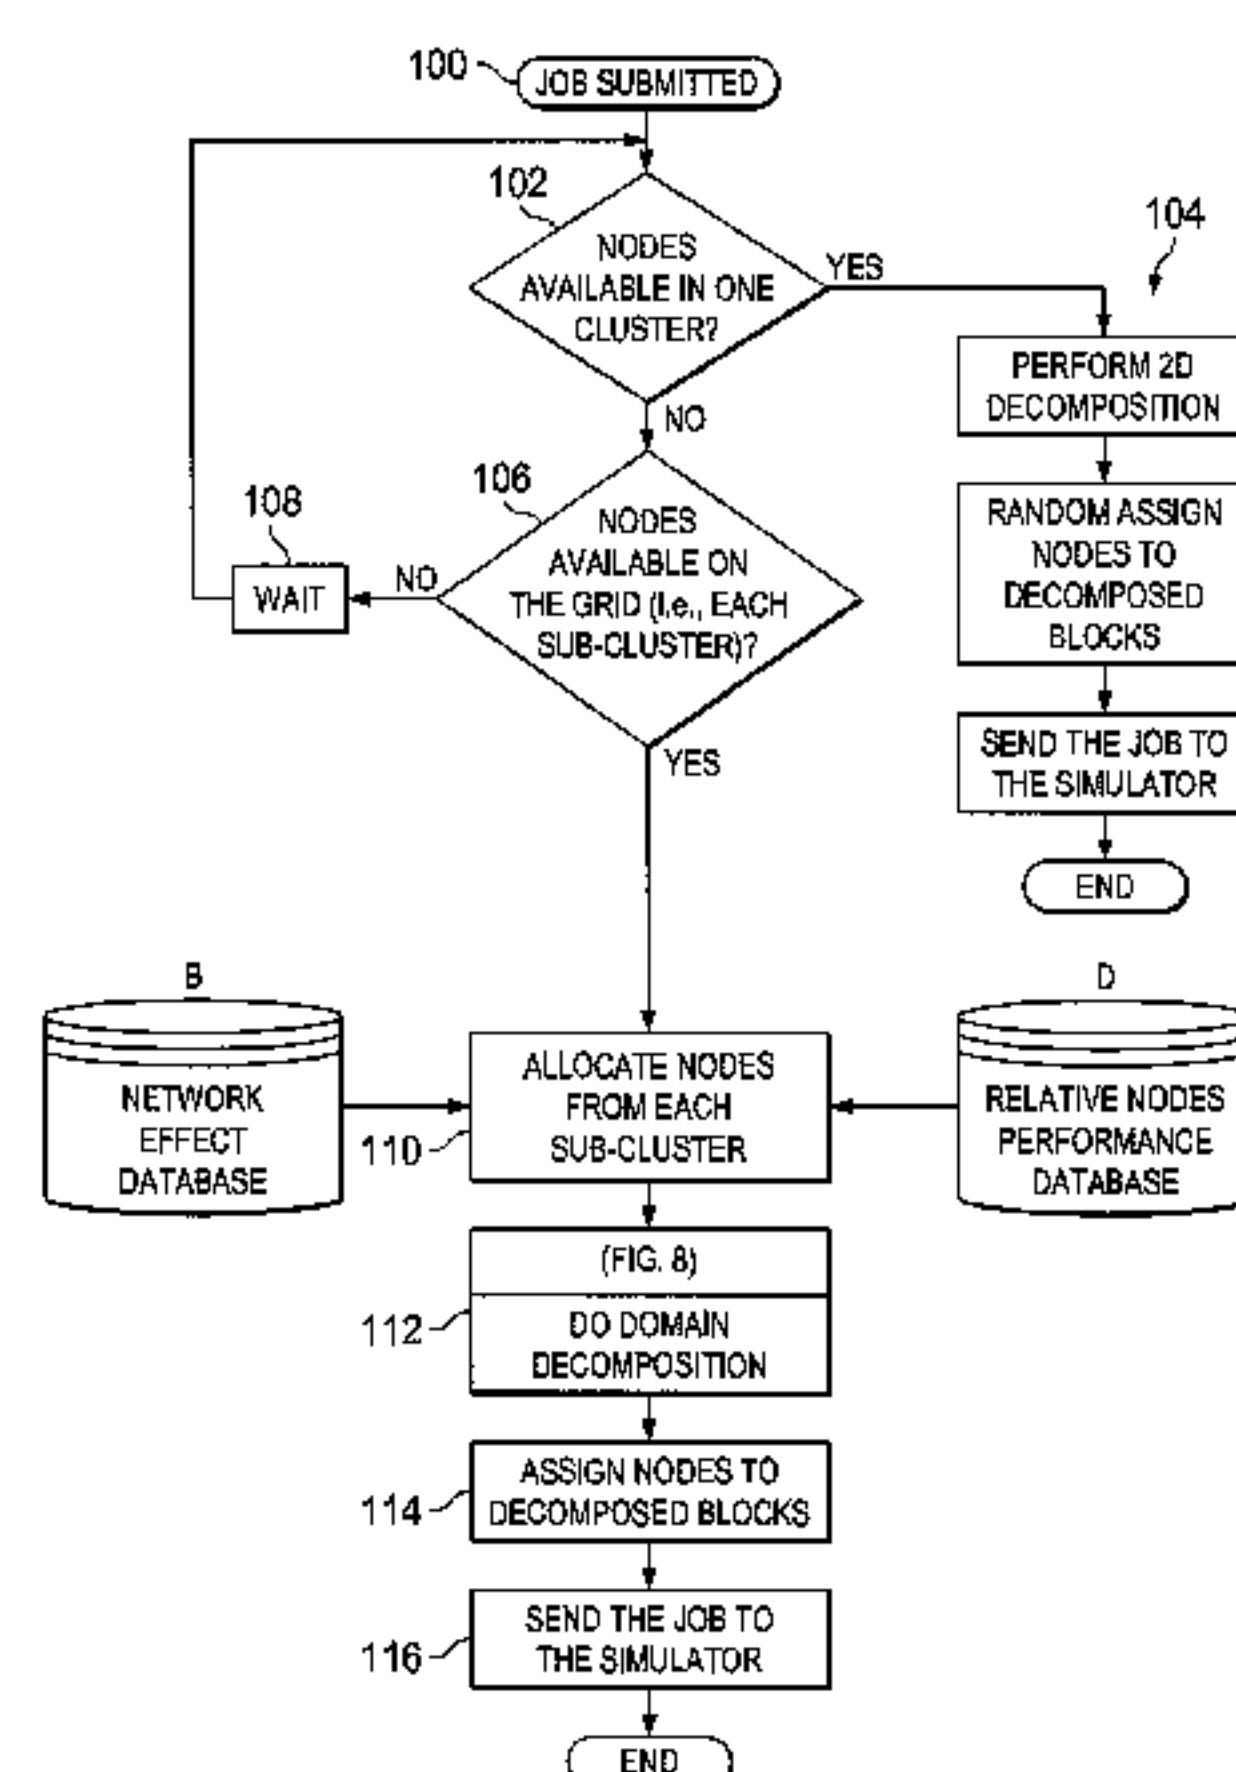 100
JOB SUBMITTED
102
NODES
AVAILABLE IN ONE
CLUSTER?
YES
104
NO
PERFORM 2D
DECOMPOSITION
RANDOM ASSIGN
NODES TO
DECOMPOSED
BLOCKS
SEND THE JOB TO
THE SIMULATOR
END
106
NODES
AVAILABLE ON
THE GRID (i.e., EACH
SUB-CLUSTER)?
NO
108
WAIT
YES
B
NETWORK
EFFECT
DATABASE
ALLOCATE NODES
FROM EACH
SUB-CLUSTER
110
D
RELATIVE NODES
PERFORMANCE
DATABASE
(FIG. 8)
112
DO DOMAIN
DECOMPOSITION
114
ASSIGN NODES TO
DECOMPOSED BLOCKS
116
SEND THE JOB TO
THE SIMULATOR
END